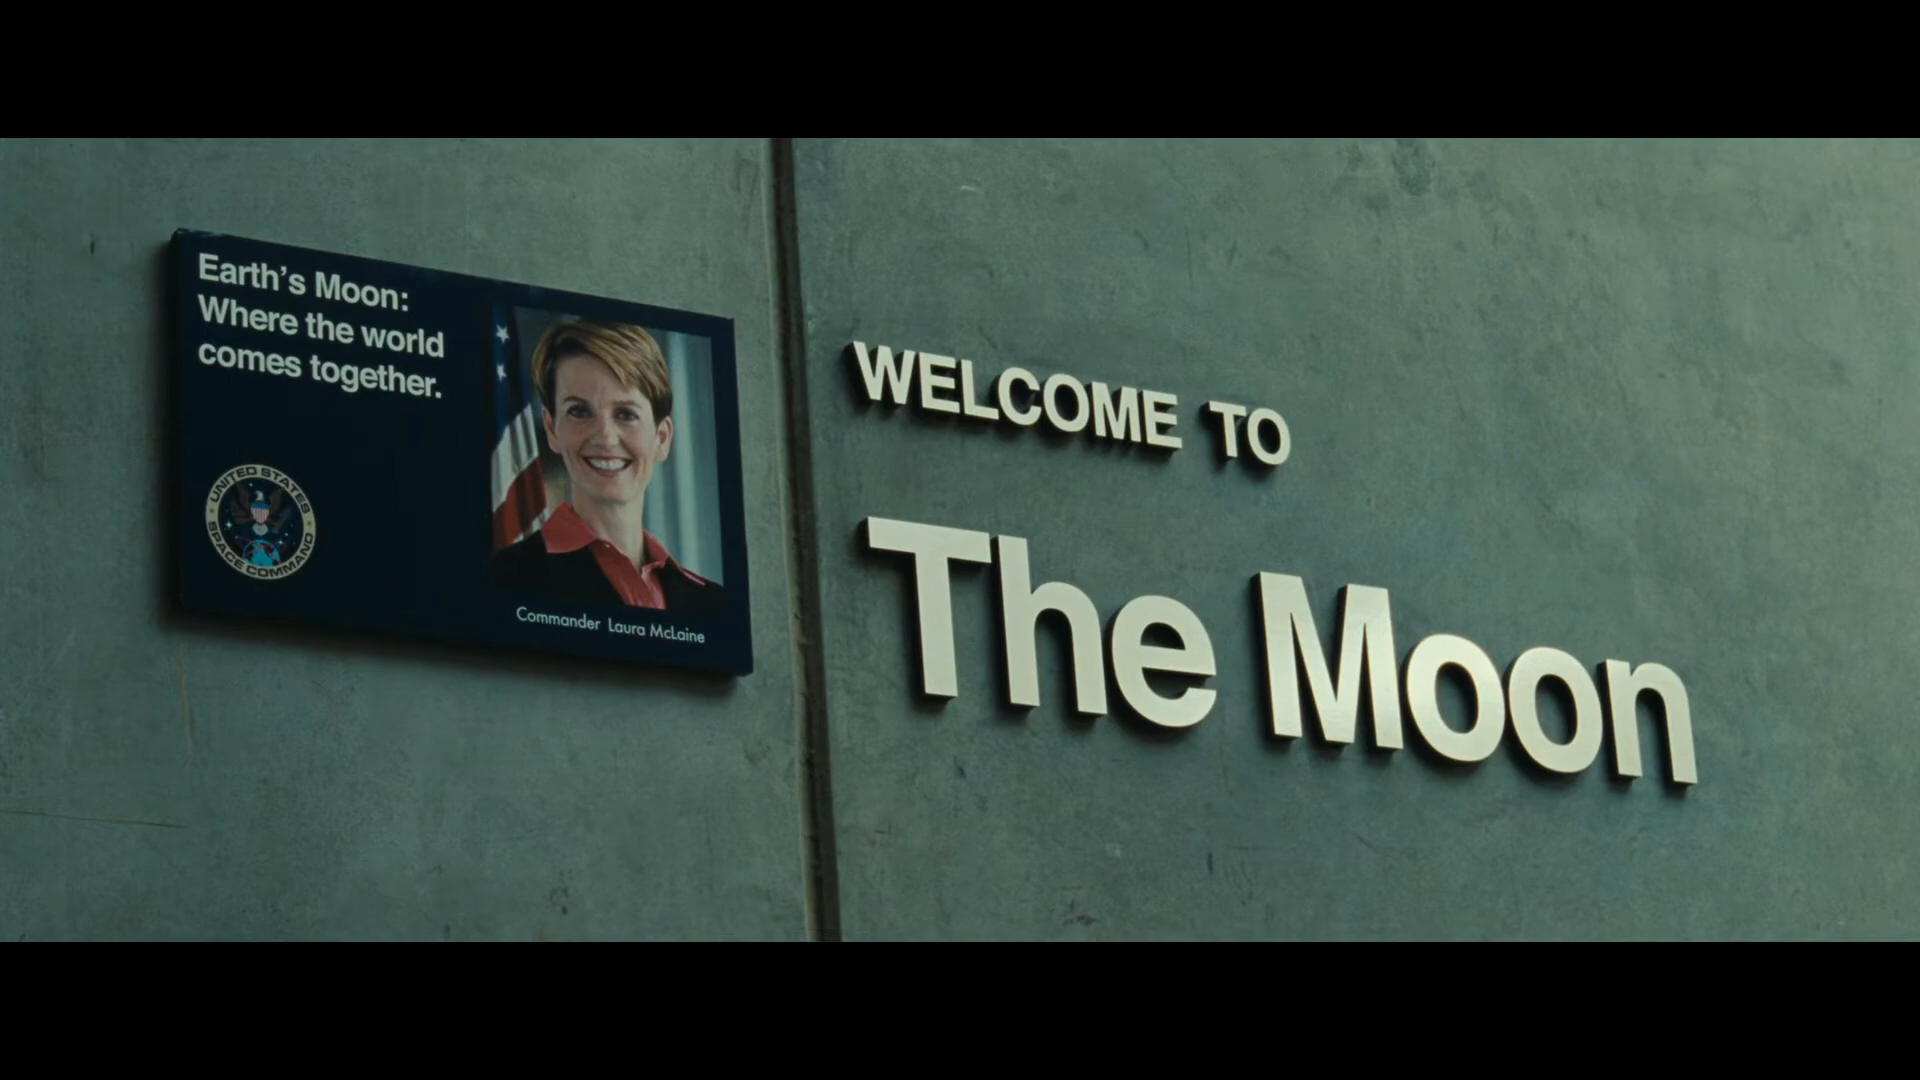 Earth's Moon:
Where the world
comes together.
UNITED STATES
SPACE COMMAND
Commander Laura McLaine
WELCOME TO
The Moon